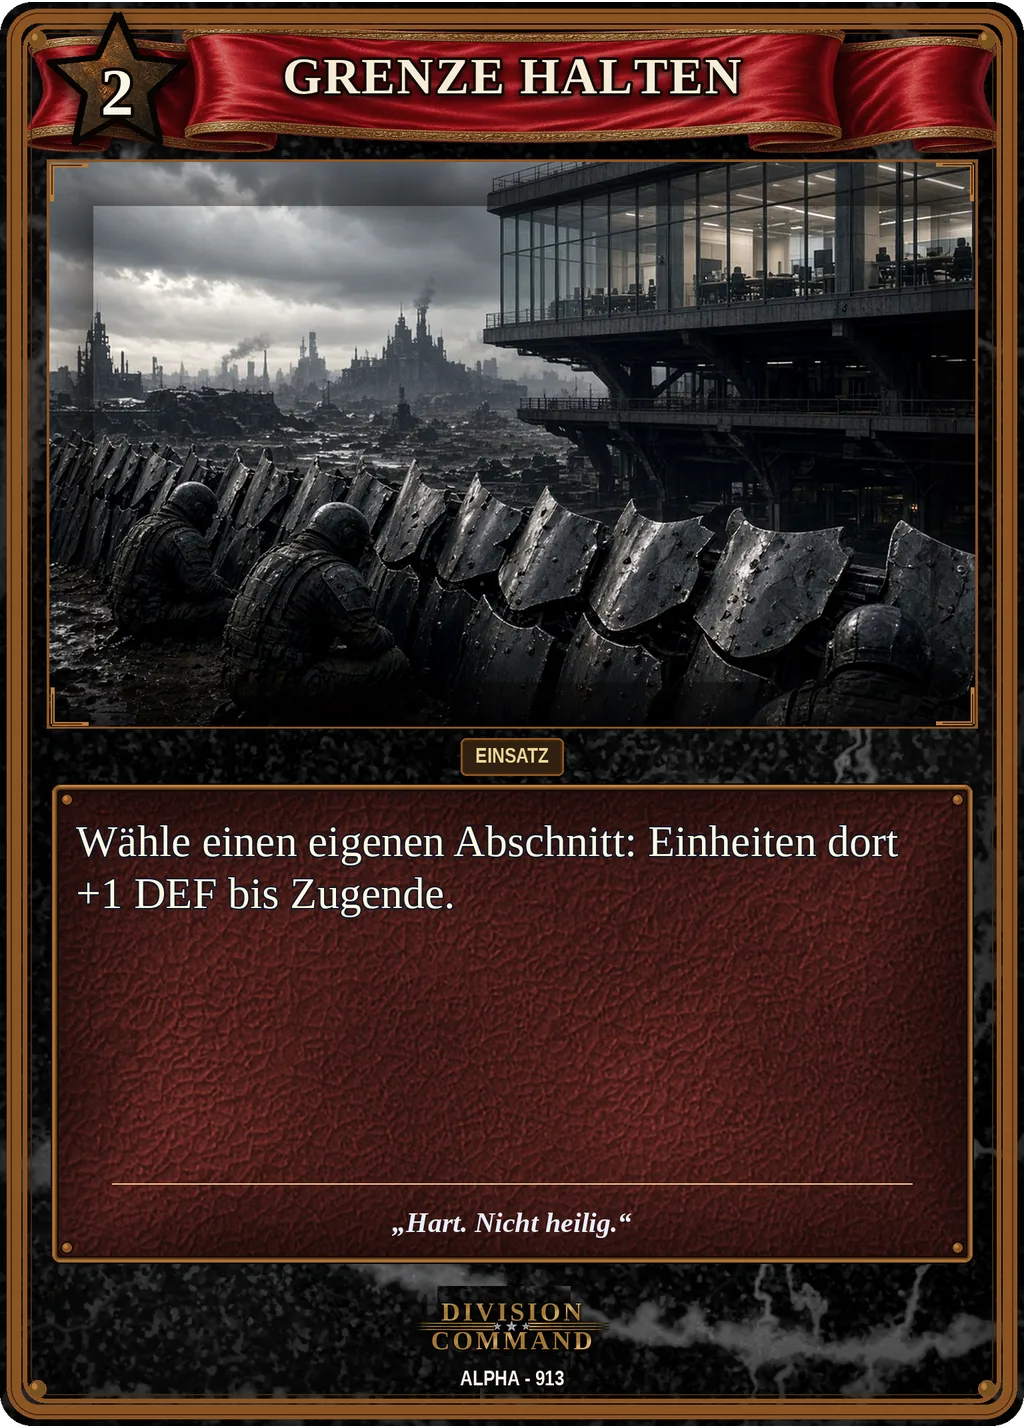 2
GRENZE HALTEN
EINSATZ
Wähle einen eigenen Abschnitt: Einheiten dort
+1 DEF bis Zugende.
„Hart. Nicht heilig.“
DIVISION
COMMAND
ALPHA - 913